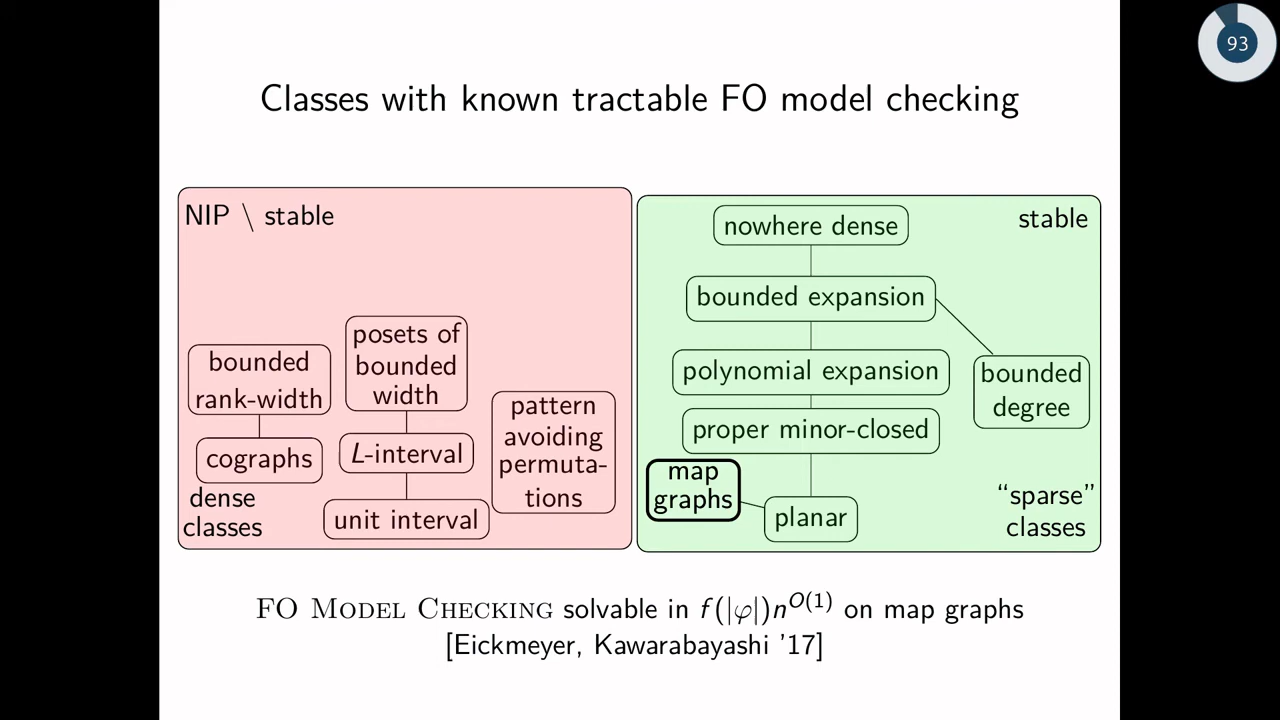 93
Classes with known tractable FO model checking
NIP \ stable
bounded
rank-width
cographs
dense
classes
posets of
bounded
width
L-interval
unit interval
pattern
avoiding
permuta-
tions
stable
nowhere dense
bounded expansion
polynomial expansion
bounded
degree
proper minor-closed
map
graphs
planar
“sparse”
classes
FO MODEL CHECKING solvable in f(|φ|)n^{O(1)} on map graphs
[Eickmeyer, Kawarabayashi '17]